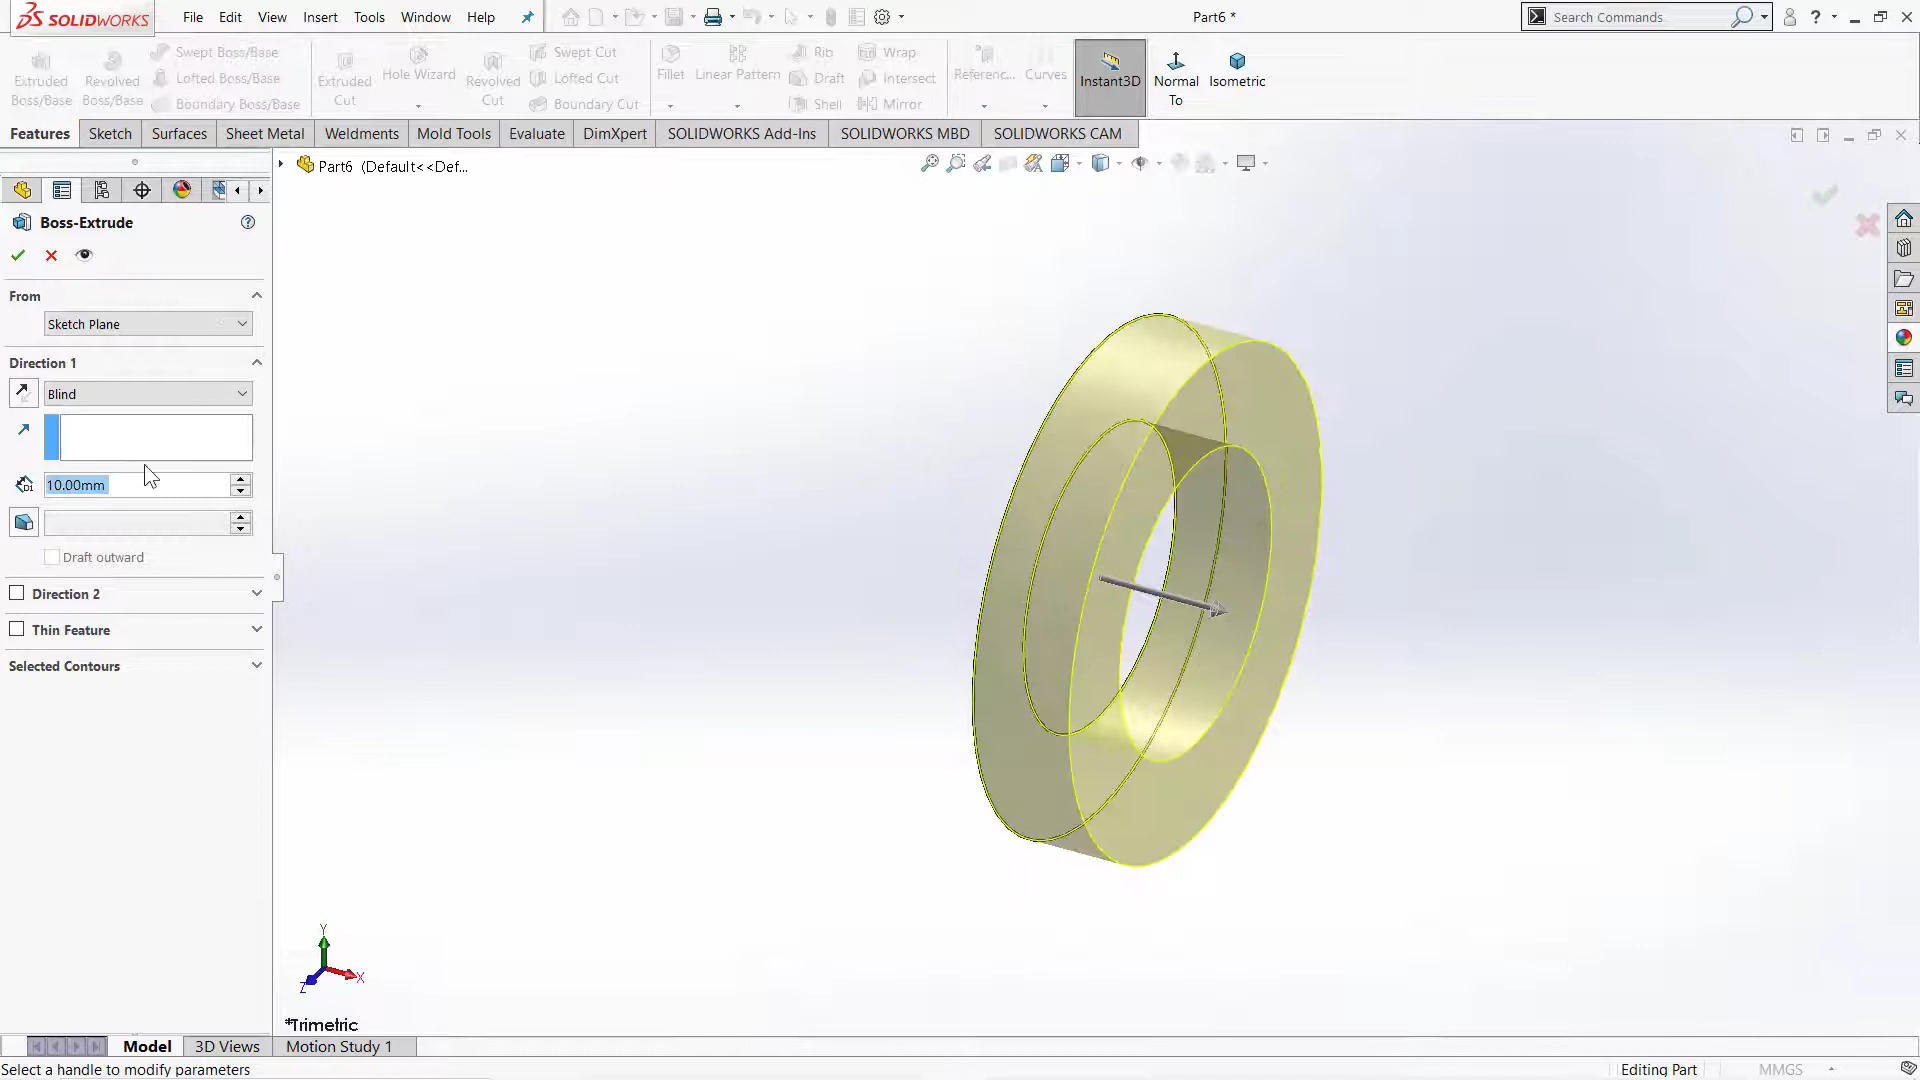 SOLIDWORKS
File Edit View Insert Tools Window Help
Part6 *
Search Commands
Extruded Boss/Base
Revolved Boss/Base
Swept Boss/Base
Lofted Boss/Base
Boundary Boss/Base
Extruded Cut
Hole Wizard
Revolved Cut
Swept Cut
Lofted Cut
Boundary Cut
Fillet
Linear Pattern
Rib
Draft
Shell
Wrap
Intersect
Mirror
Referenc...
Curves
Instant3D
Normal To
Isometric
Features Sketch Surfaces Sheet Metal Weldments Mold Tools Evaluate DimXpert SOLIDWORKS Add-Ins SOLIDWORKS MBD SOLIDWORKS CAM
Part6 (Default<<Def...
Boss-Extrude
From
Sketch Plane
Direction 1
Blind
10.00mm
Draft outward
Direction 2
Thin Feature
Selected Contours
Y
X
Z
*Trimetric
Model 3D Views Motion Study 1
Select a handle to modify parameters
Editing Part
MMGS